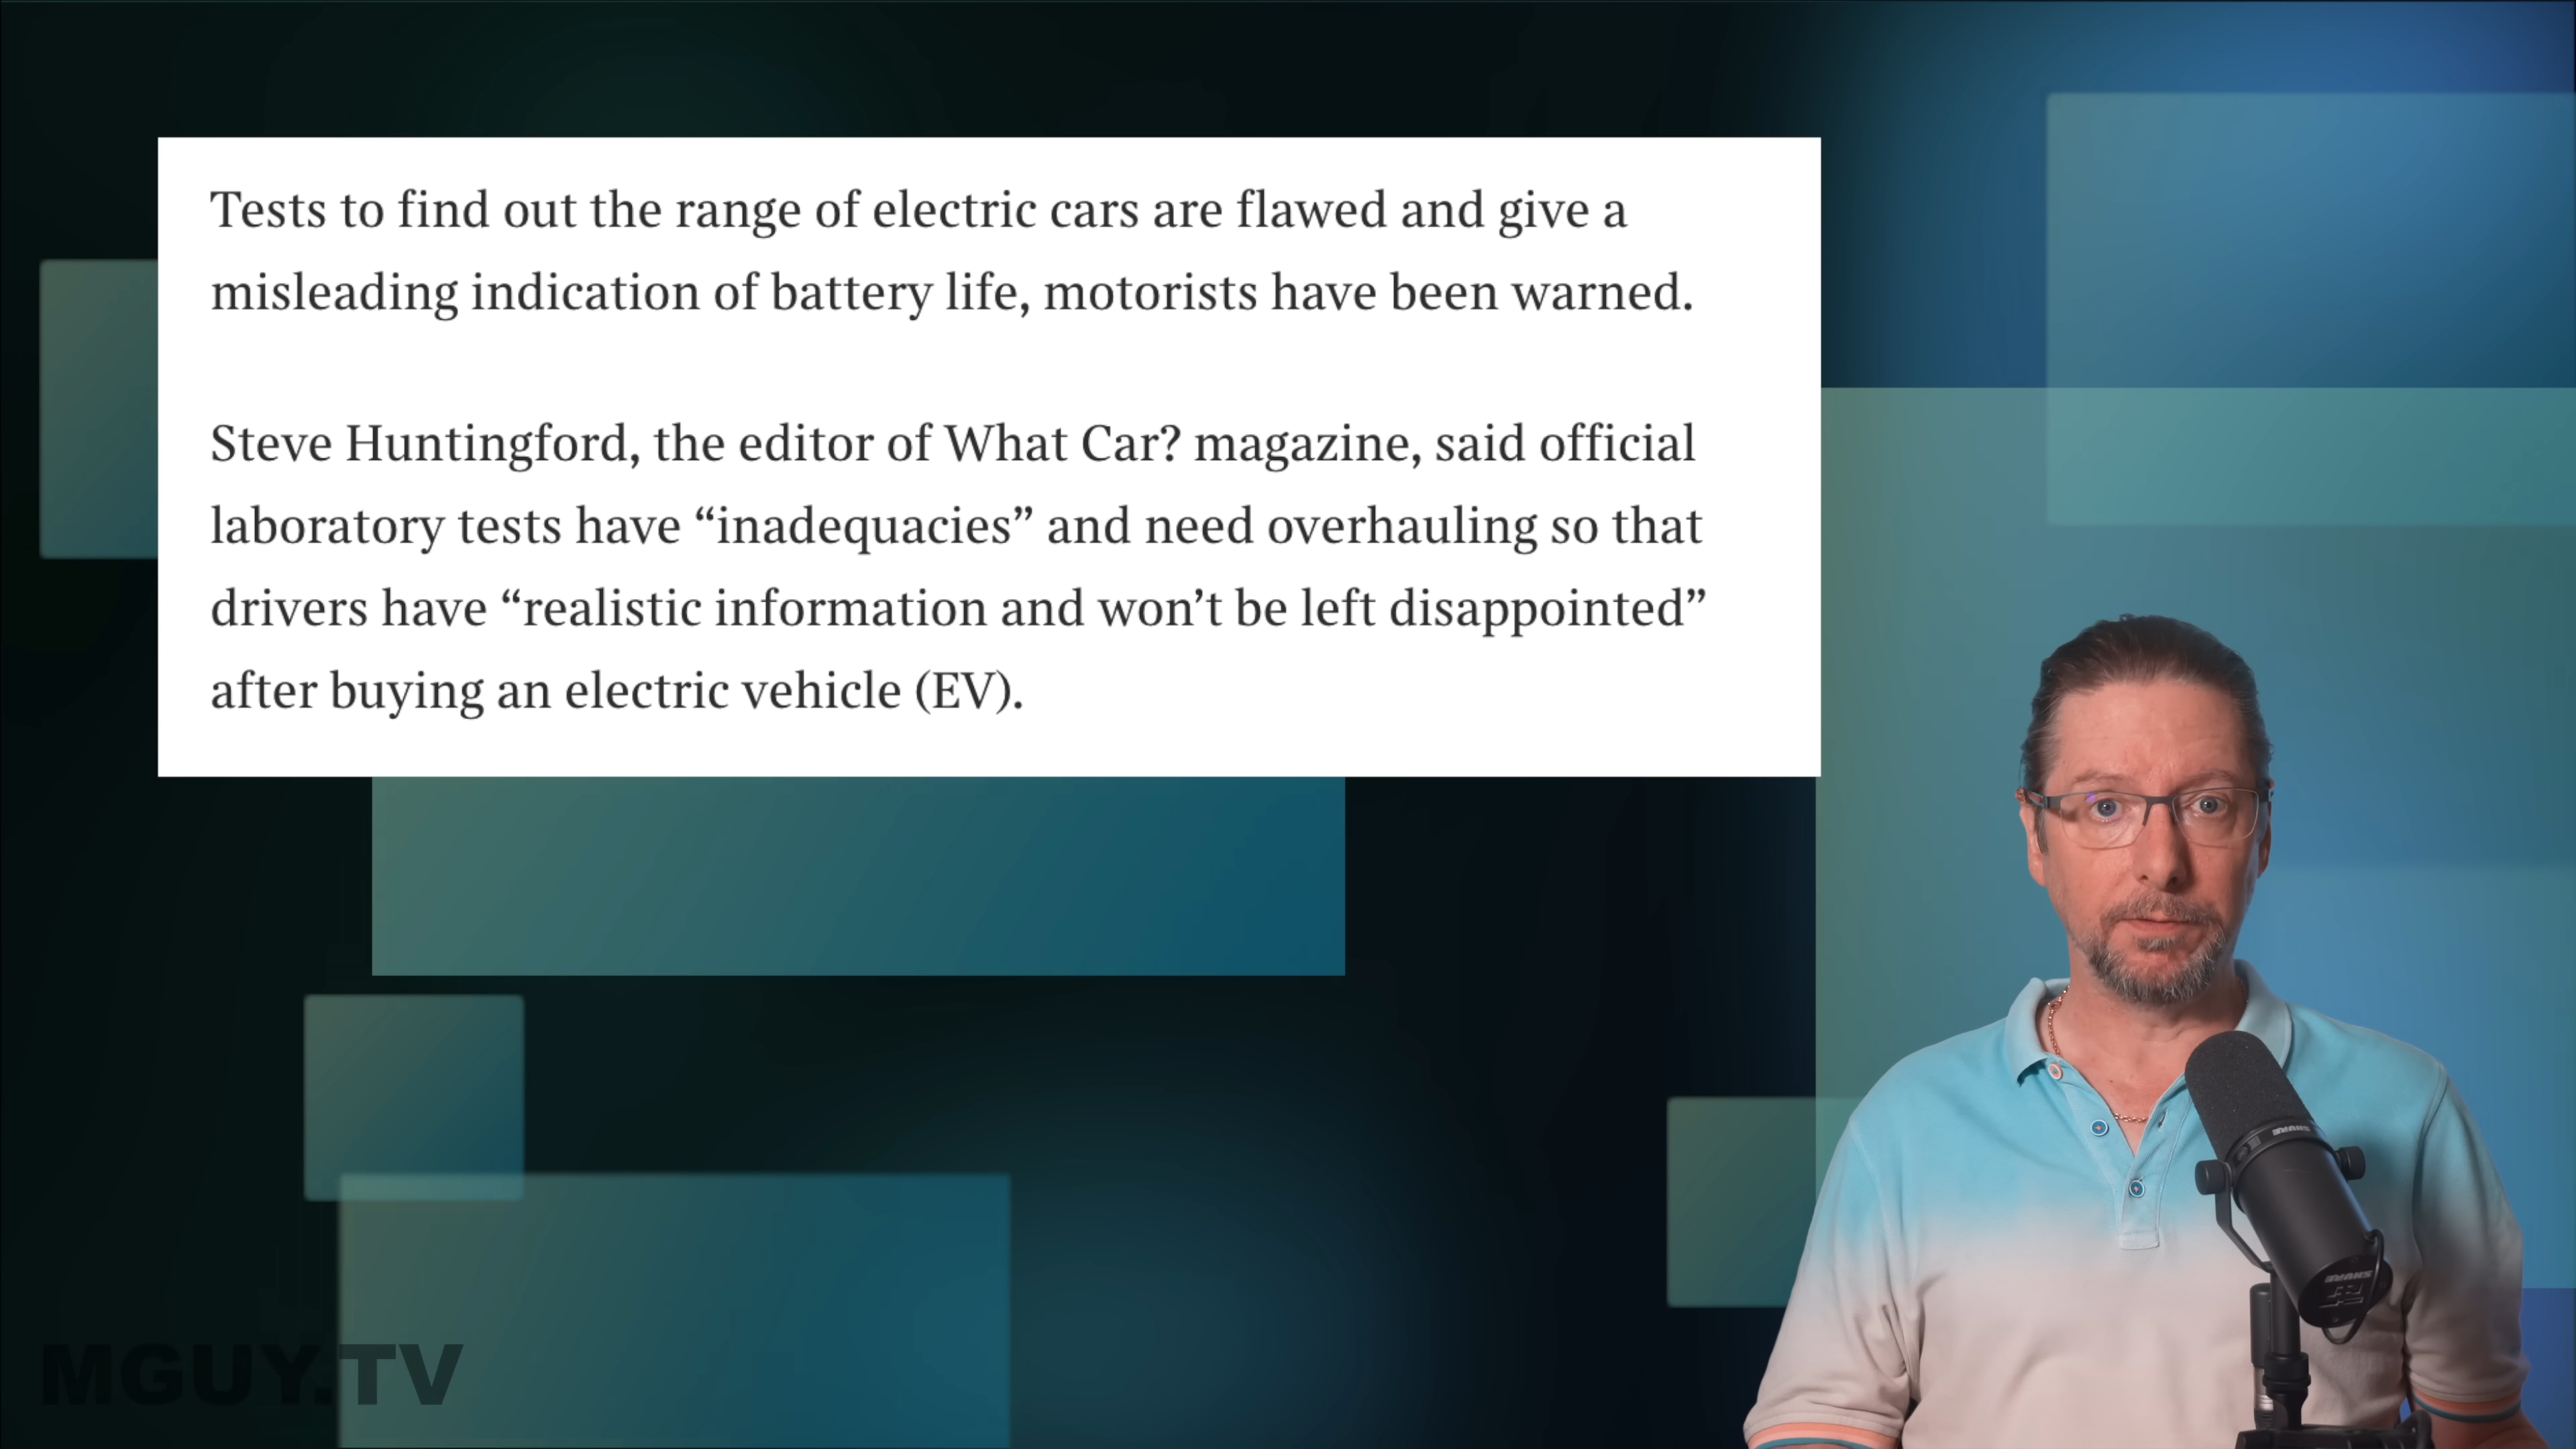 Tests to find out the range of electric cars are flawed and give a
misleading indication of battery life, motorists have been warned.
Steve Huntingford, the editor of What Car? magazine, said official
laboratory tests have “inadequacies” and need overhauling so that
drivers have “realistic information and won’t be left disappointed”
after buying an electric vehicle (EV).
SHURE
SHURE
MGUY.TV